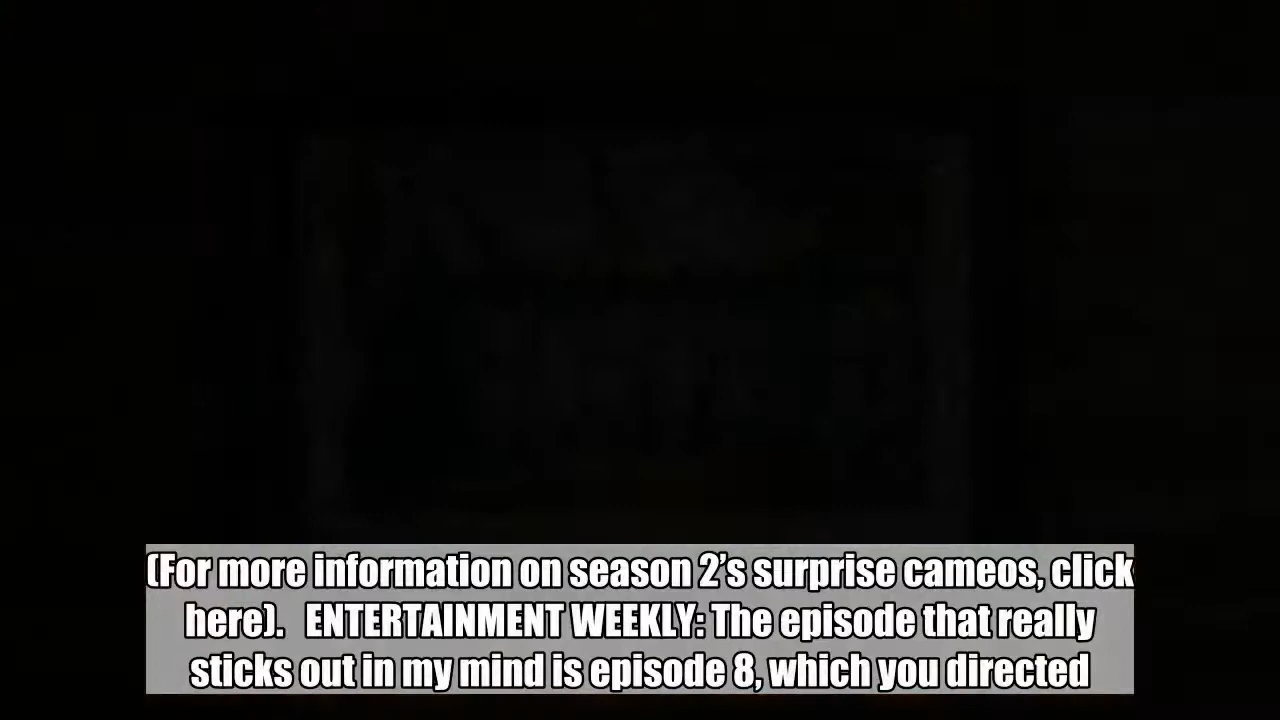 (For more information on season 2’s surprise cameos, click
here). ENTERTAINMENT WEEKLY: The episode that really
sticks out in my mind is episode 8, which you directed